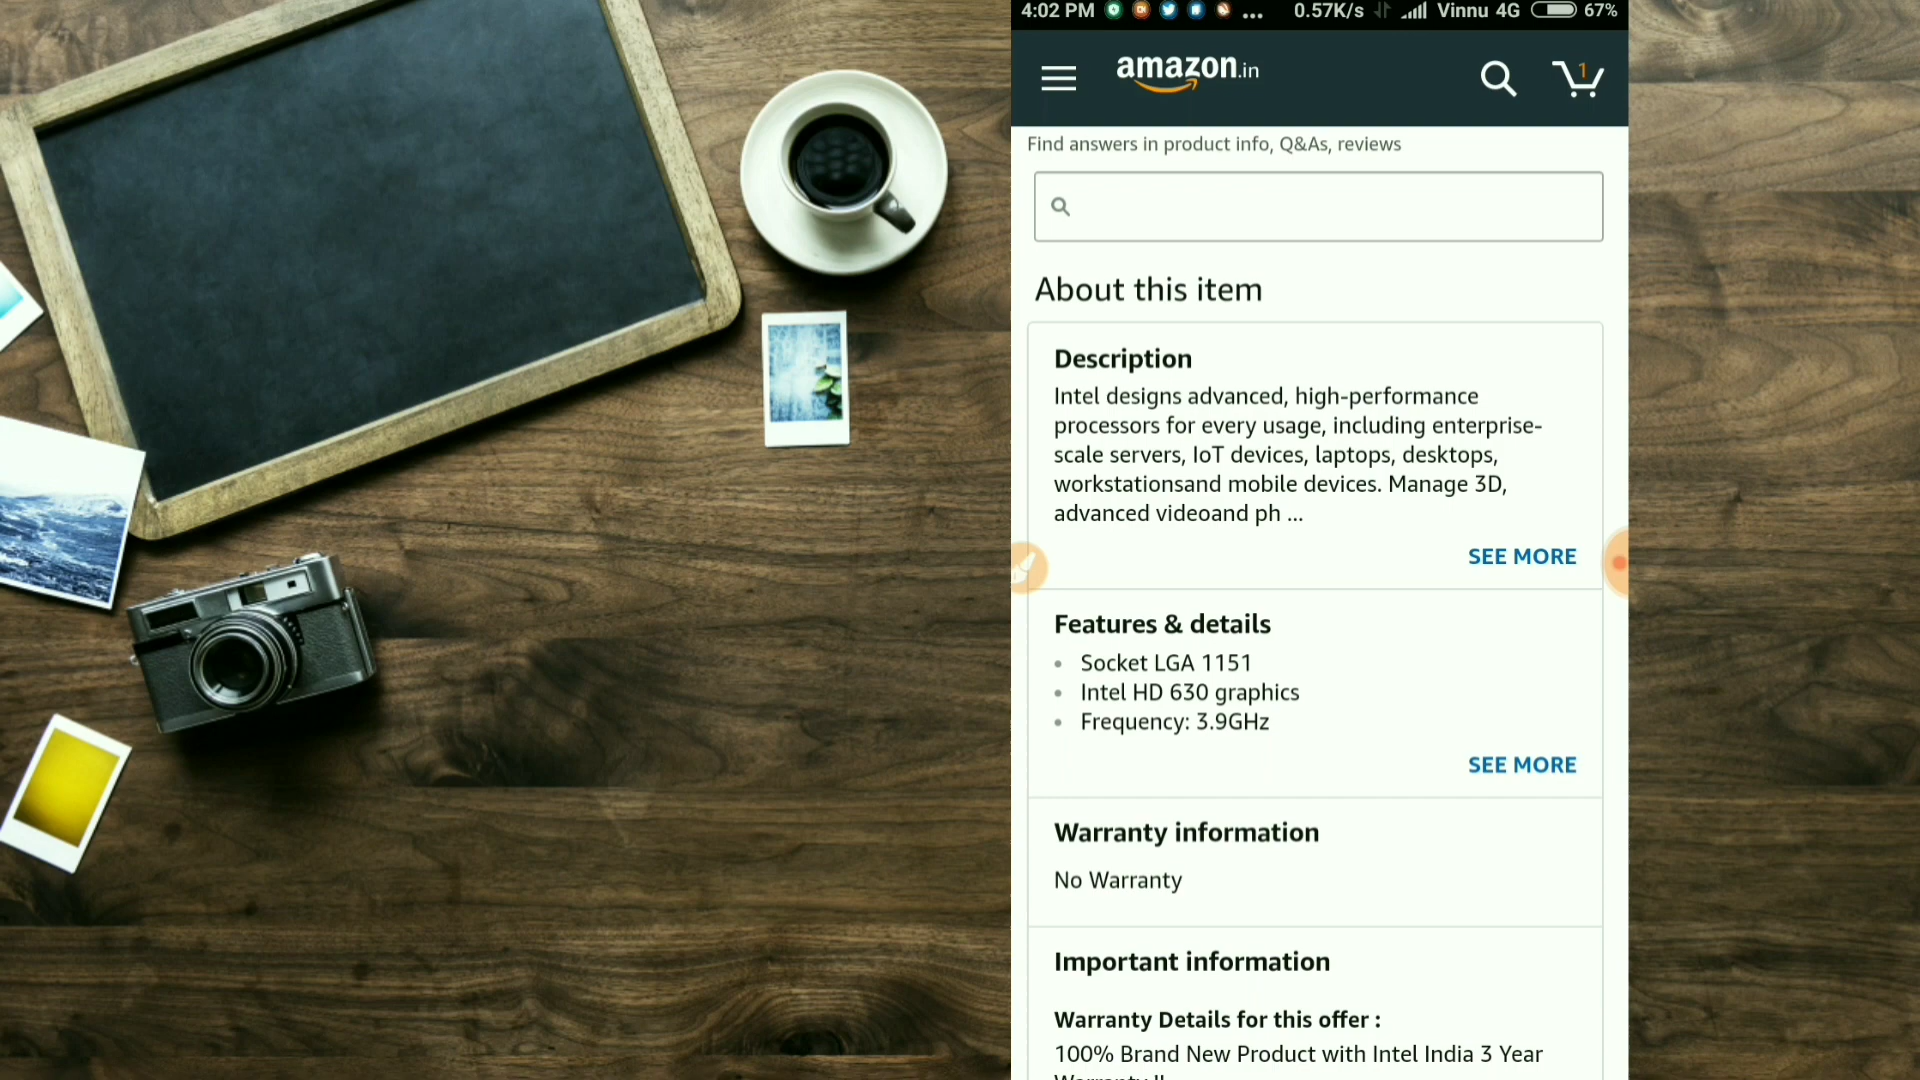 4:02 PM ... 0.57K/s Vinnu 4G 67%
amazon.in
1
Find answers in product info, Q&As, reviews
About this item
Description
Intel designs advanced, high-performance
processors for every usage, including enterprise-
scale servers, IoT devices, laptops, desktops,
workstationsand mobile devices. Manage 3D,
advanced videoand ph ...
SEE MORE
Features & details
• Socket LGA 1151
• Intel HD 630 graphics
• Frequency: 3.9GHz
SEE MORE
Warranty information
No Warranty
Important information
Warranty Details for this offer :
100% Brand New Product with Intel India 3 Year